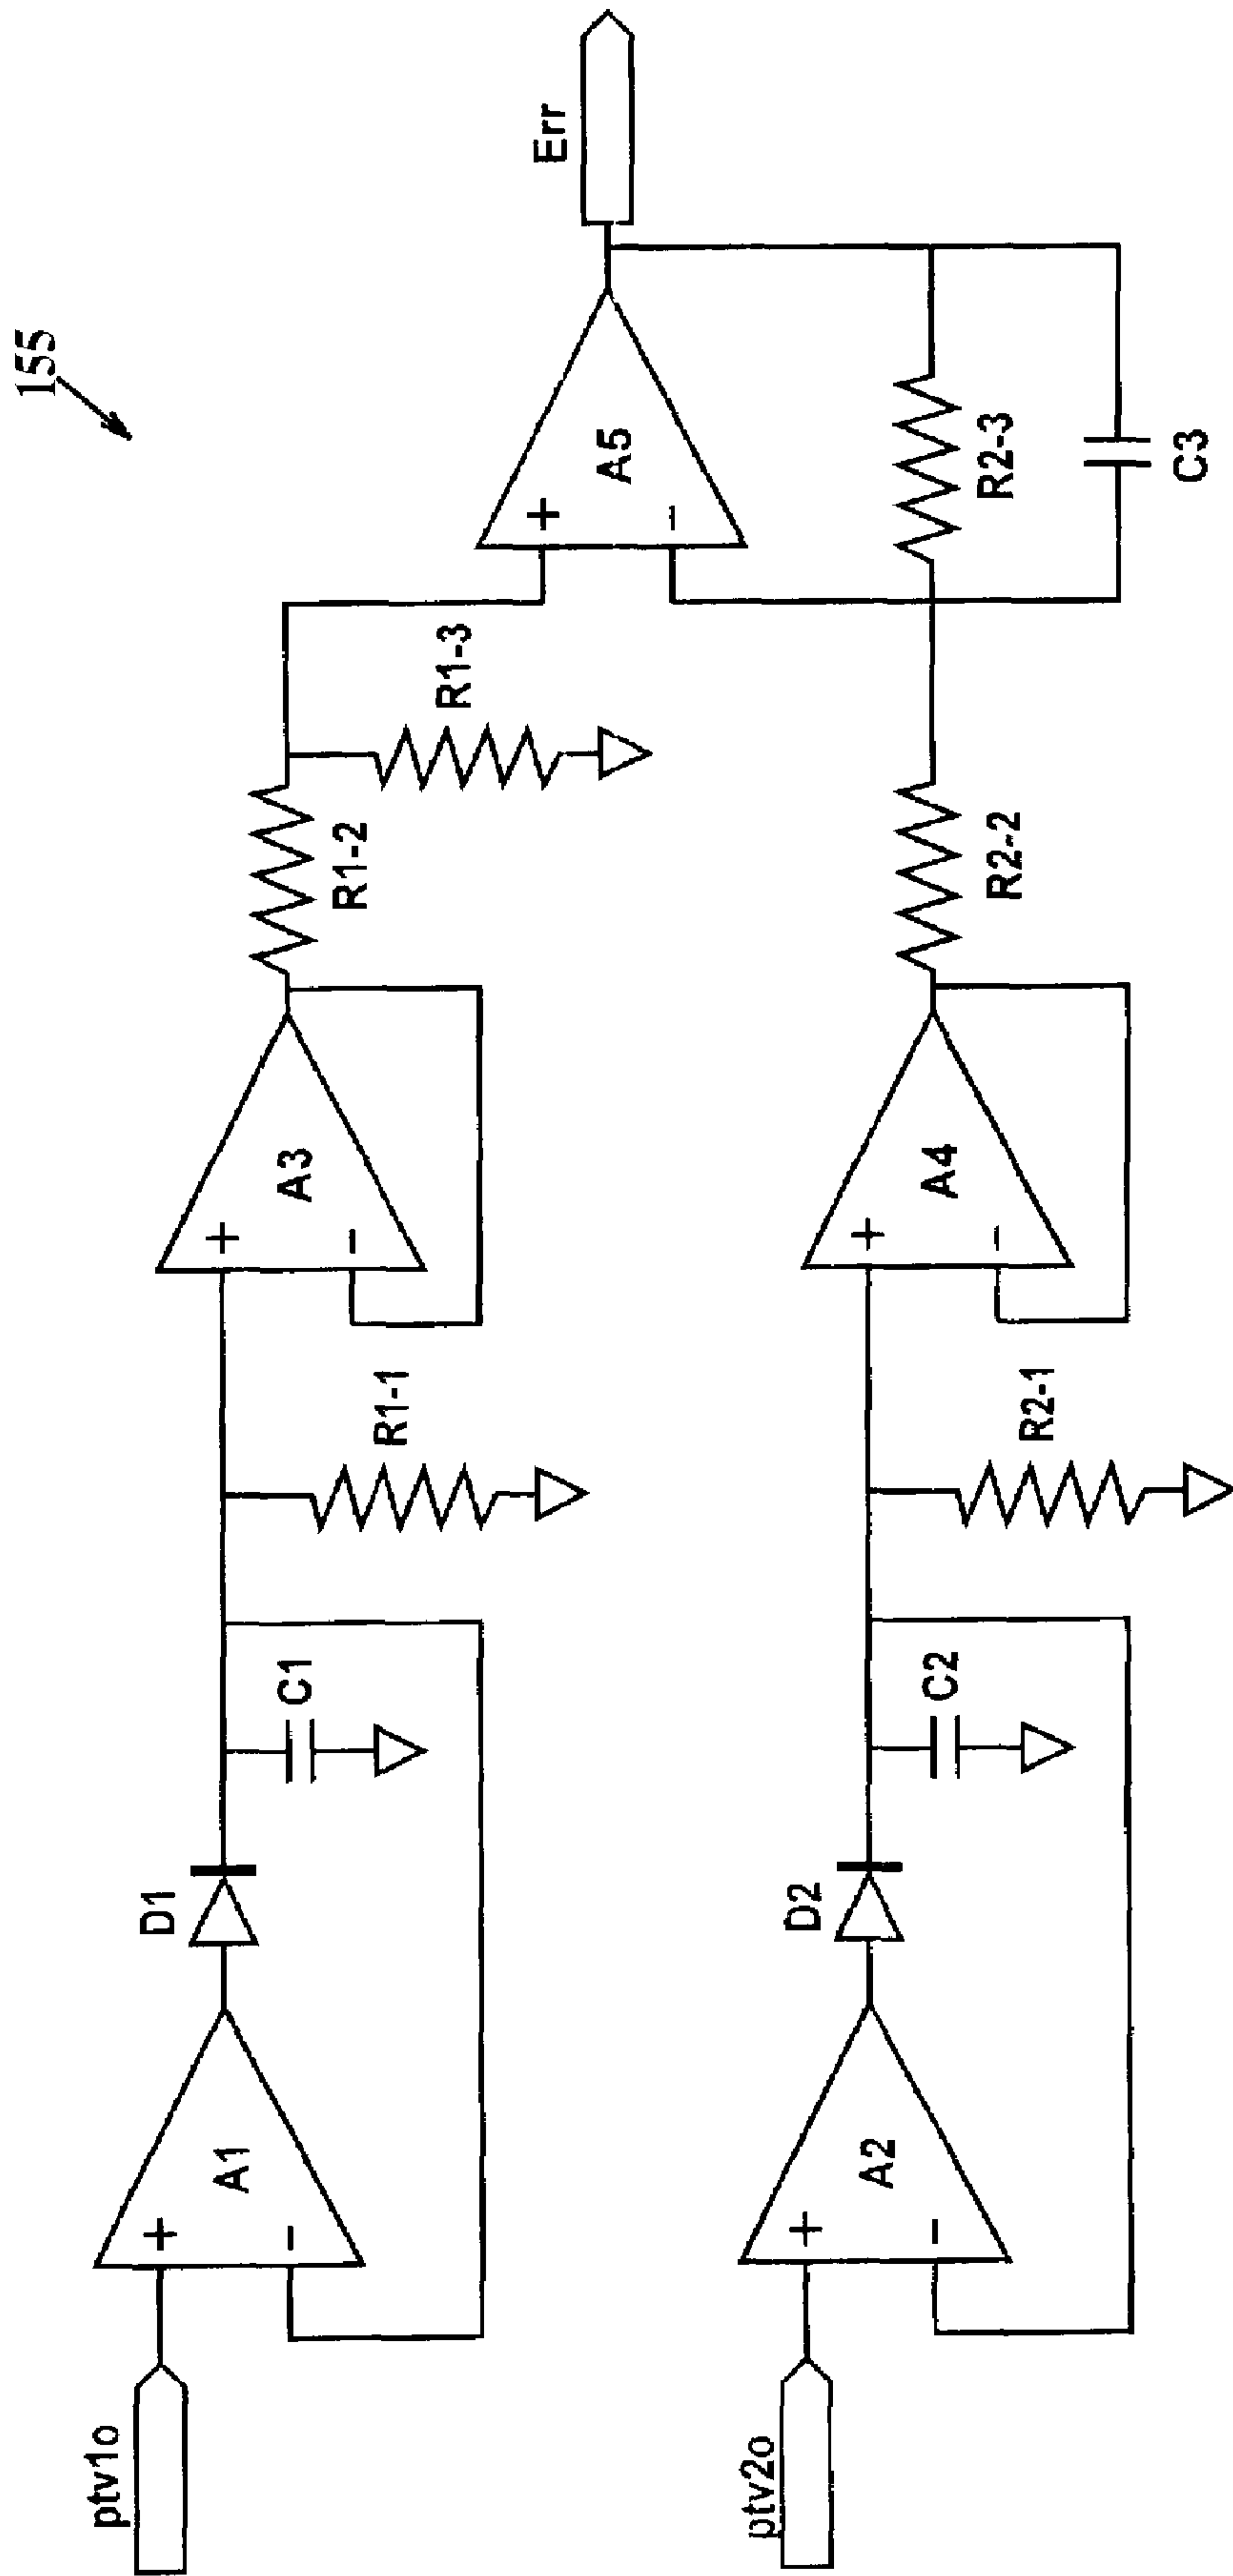 155
ptv1o
A1
+
-
D1
C1
R1-1
A3
+
-
R1-2
R1-3
A5
+
-
Err
ptv2o
A2
+
-
D2
C2
R2-1
A4
+
-
R2-2
R2-3
C3